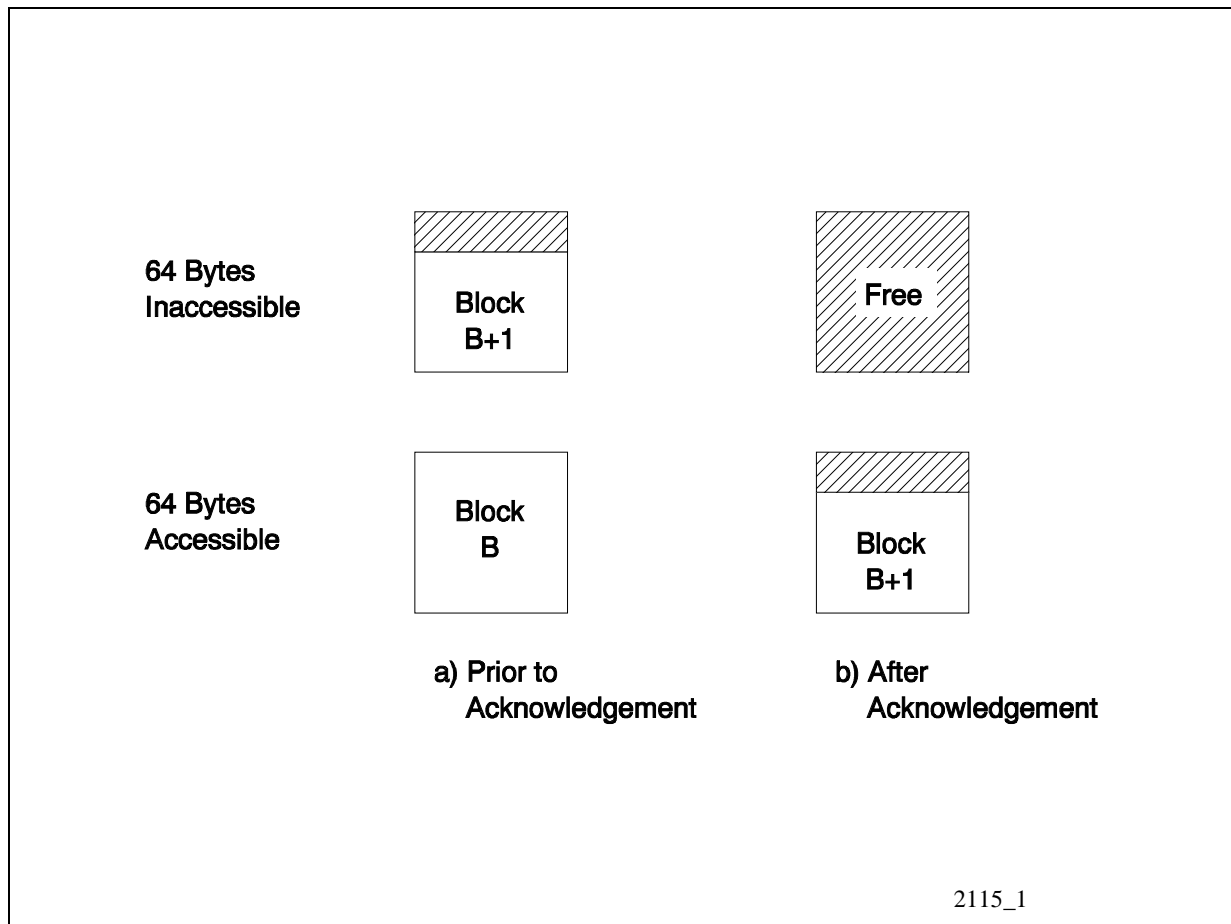 64 Bytes
Inaccessible
Block
B+1
Free
64 Bytes
Accessible
Block
B
Block
B+1
a) Prior to
Acknowledgement
b) After
Acknowledgement
2115_1